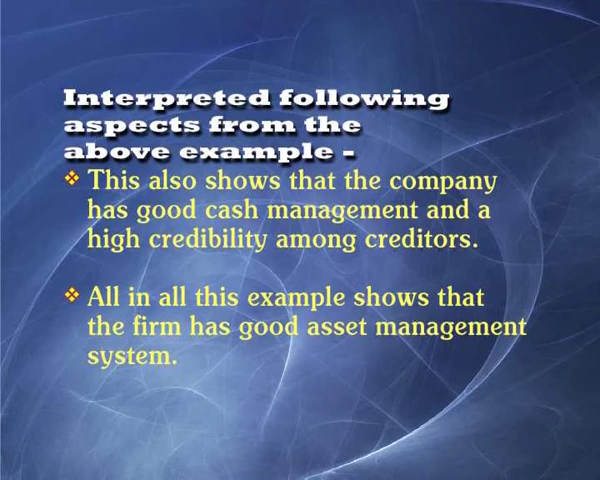 Interpreted following
aspects from the
above example -
❖ This also shows that the company
has good cash management and a
high credibility among creditors.
❖ All in all this example shows that
the firm has good asset management
system.